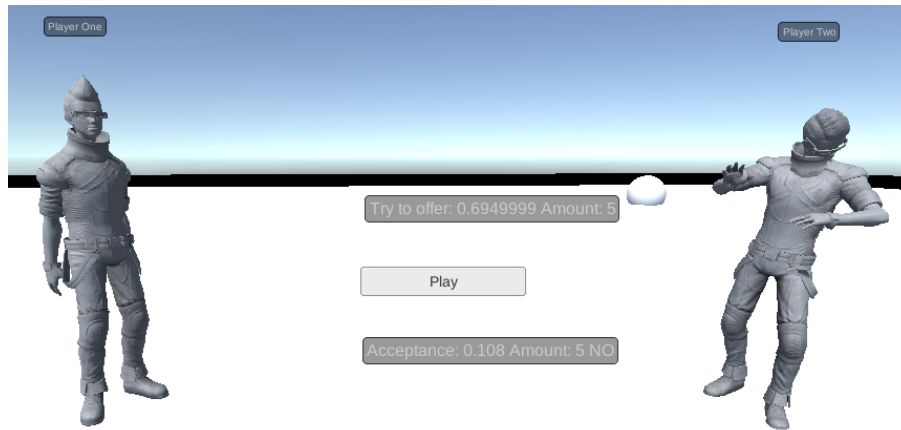 Player One
Player Two
Try to offer: 0.6949999 Amount: 5
Play
Acceptance: 0.108 Amount: 5 NO